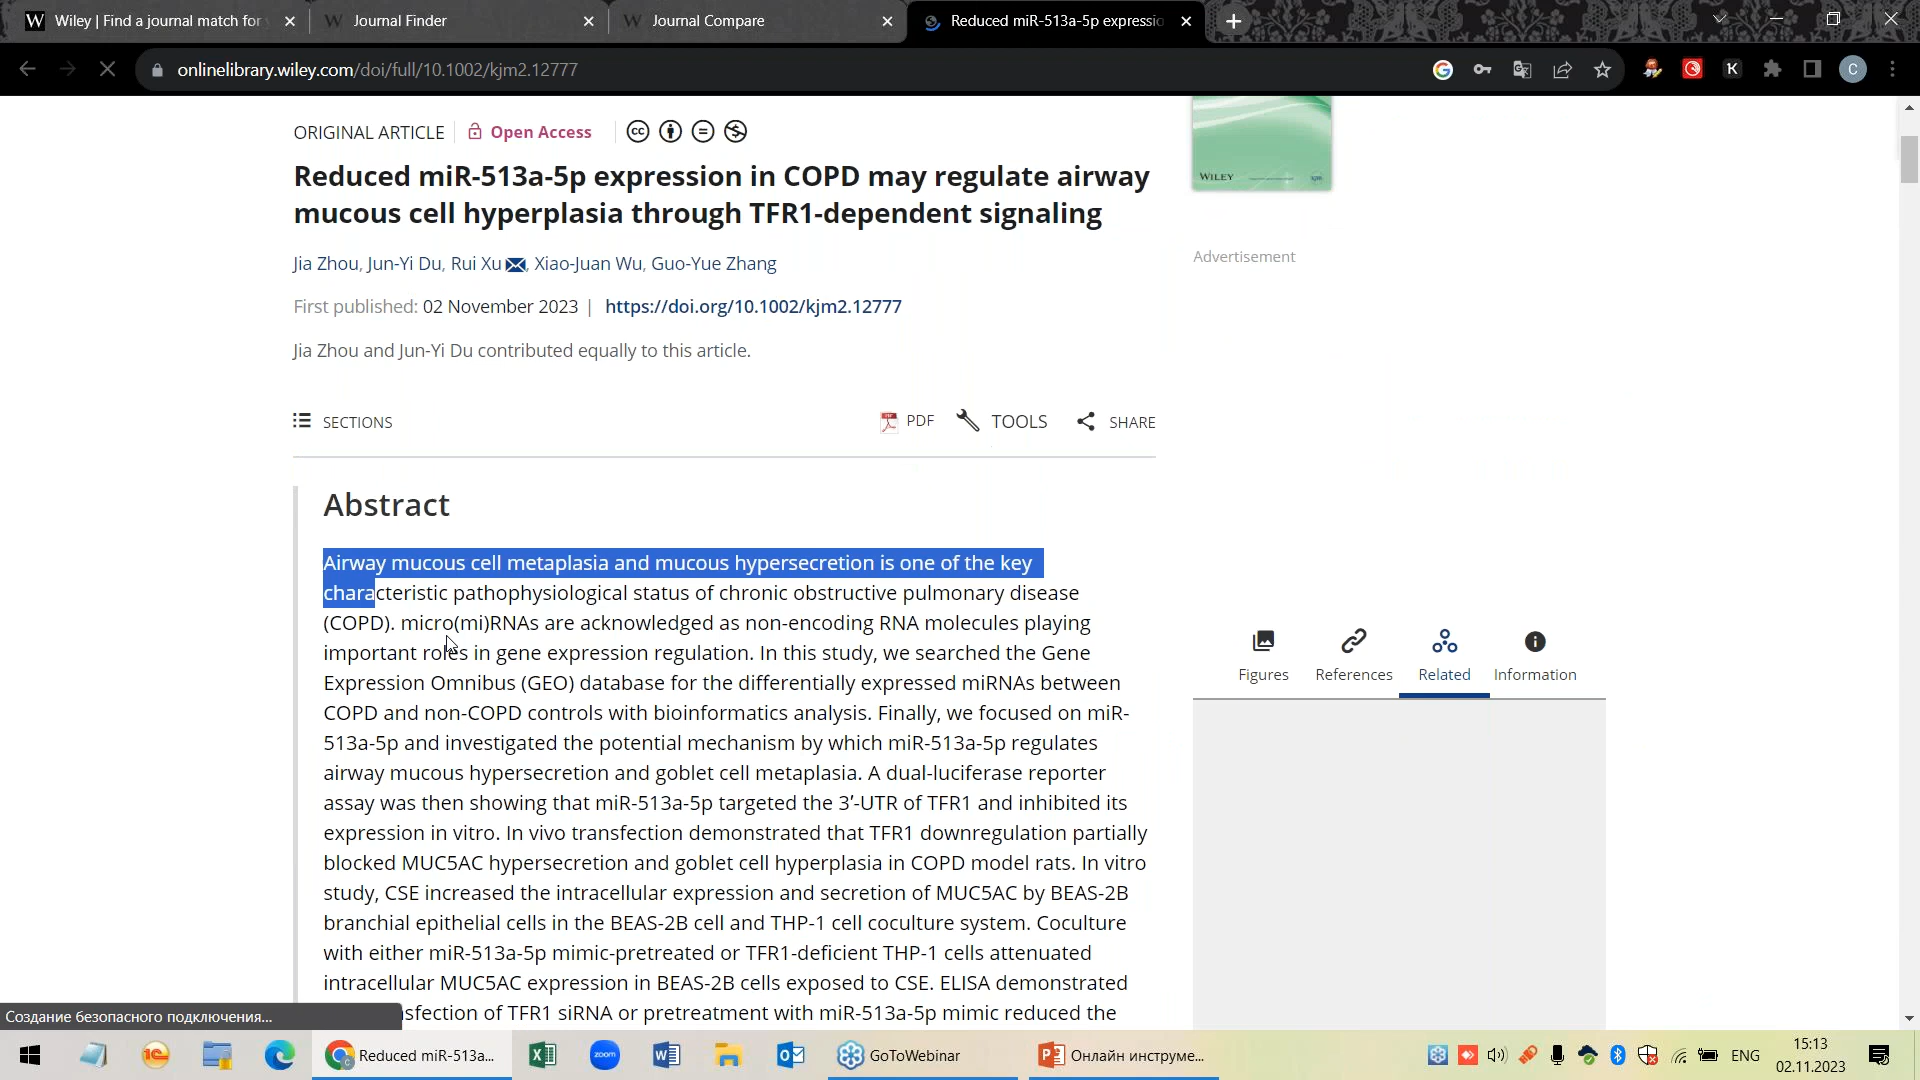 Wiley | Find a journal match for
Journal Finder
Journal Compare
Reduced miR-513a-5p expressio
onlinelibrary.wiley.com/doi/full/10.1002/kjm2.12777
ORIGINAL ARTICLE
Open Access
cc
Reduced miR-513a-5p expression in COPD may regulate airway
mucous cell hyperplasia through TFR1-dependent signaling
Jia Zhou, Jun-Yi Du, Rui Xu, Xiao-Juan Wu, Guo-Yue Zhang
First published: 02 November 2023 | https://doi.org/10.1002/kjm2.12777
Jia Zhou and Jun-Yi Du contributed equally to this article.
SECTIONS
PDF
TOOLS
SHARE
WILEY
Advertisement
Abstract
Airway mucous cell metaplasia and mucous hypersecretion is one of the key
characteristic pathophysiological status of chronic obstructive pulmonary disease
(COPD). micro(mi)RNAs are acknowledged as non-encoding RNA molecules playing
important roles in gene expression regulation. In this study, we searched the Gene
Expression Omnibus (GEO) database for the differentially expressed miRNAs between
COPD and non-COPD controls with bioinformatics analysis. Finally, we focused on miR-
513a-5p and investigated the potential mechanism by which miR-513a-5p regulates
airway mucous hypersecretion and goblet cell metaplasia. A dual-luciferase reporter
assay was then showing that miR-513a-5p targeted the 3′-UTR of TFR1 and inhibited its
expression in vitro. In vivo transfection demonstrated that TFR1 downregulation partially
blocked MUC5AC hypersecretion and goblet cell hyperplasia in COPD model rats. In vitro
study, CSE increased the intracellular expression and secretion of MUC5AC by BEAS-2B
branchial epithelial cells in the BEAS-2B cell and THP-1 cell coculture system. Coculture
with either miR-513a-5p mimic-pretreated or TFR1-deficient THP-1 cells attenuated
intracellular MUC5AC expression in BEAS-2B cells exposed to CSE. ELISA demonstrated
sfection of TFR1 siRNA or pretreatment with miR-513a-5p mimic reduced the
Figures
References
Related
Information
Создание безопасного подключения...
Reduced miR-513a...
zoom
GoToWebinar
Онлайн инструме...
ENG
15:13
02.11.2023